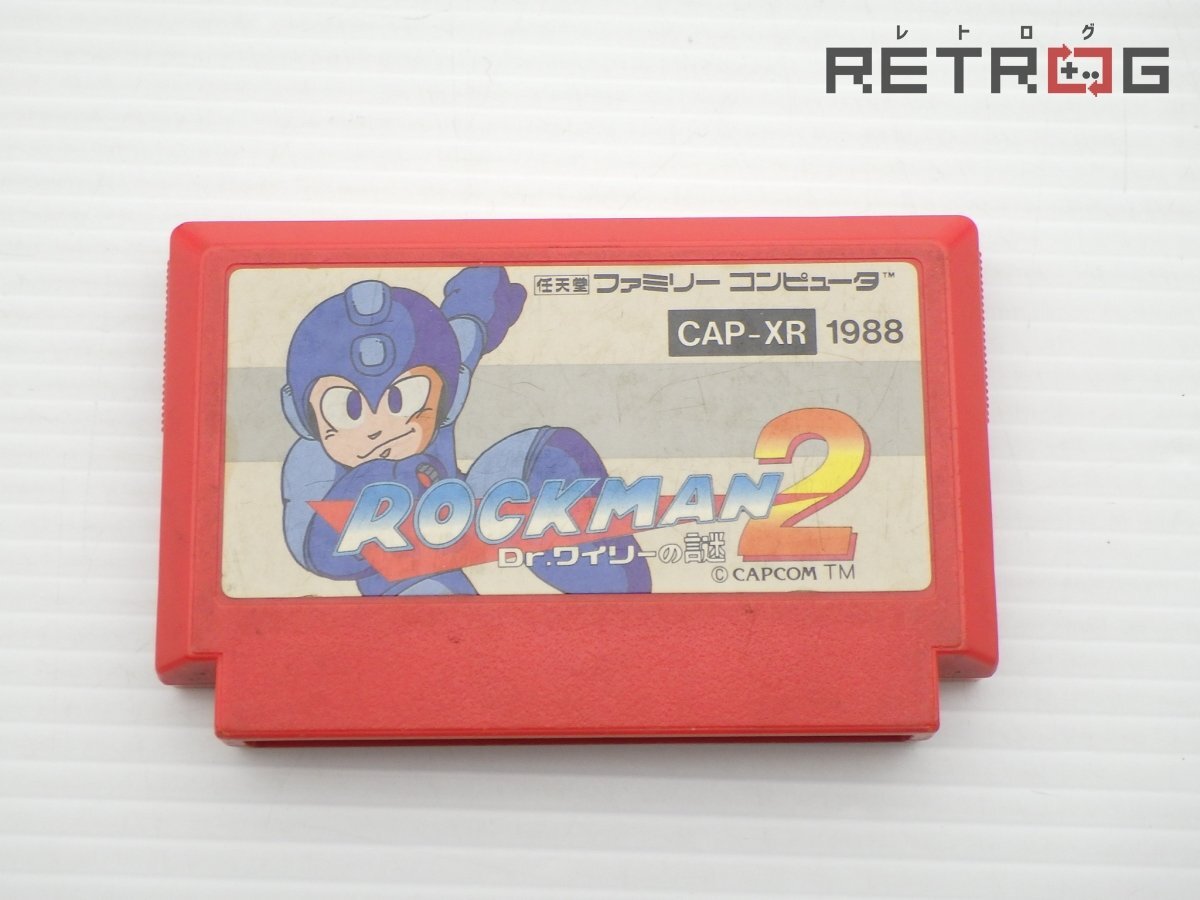 レトログ
RETROG
任天堂 ファミリー コンピュータ™
CAP-XR 1988
ROCKMAN 2
Dr.ワイリーの謎
© CAPCOM TM